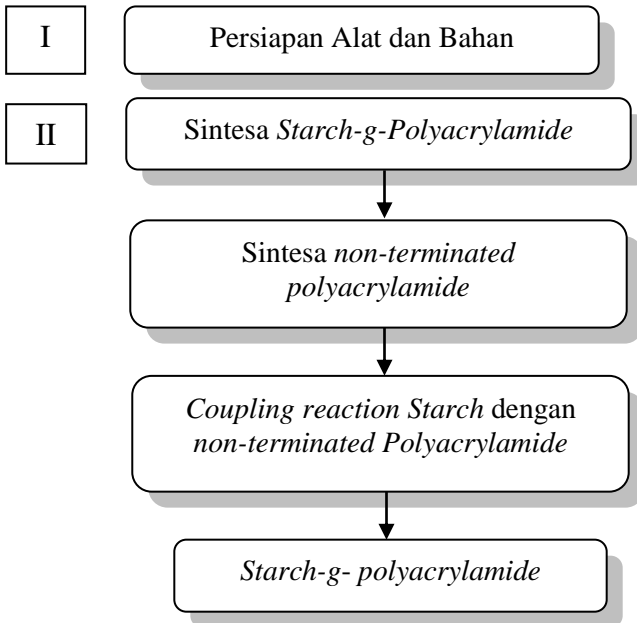 I
Persiapan Alat dan Bahan
II
Sintesa Starch-g-Polyacrylamide
Sintesa non-terminated
polyacrylamide
Coupling reaction Starch dengan
non-terminated Polyacrylamide
Starch-g- polyacrylamide